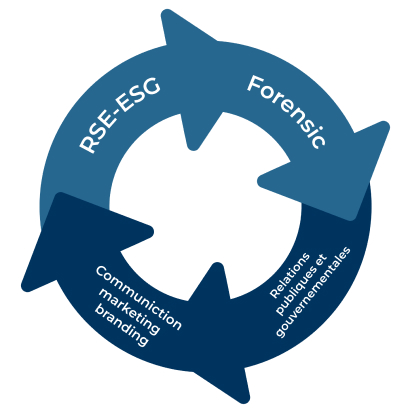 RSE-ESG
Forensic
Relations
publiques et
gouvernementales
Communiction
marketing
branding